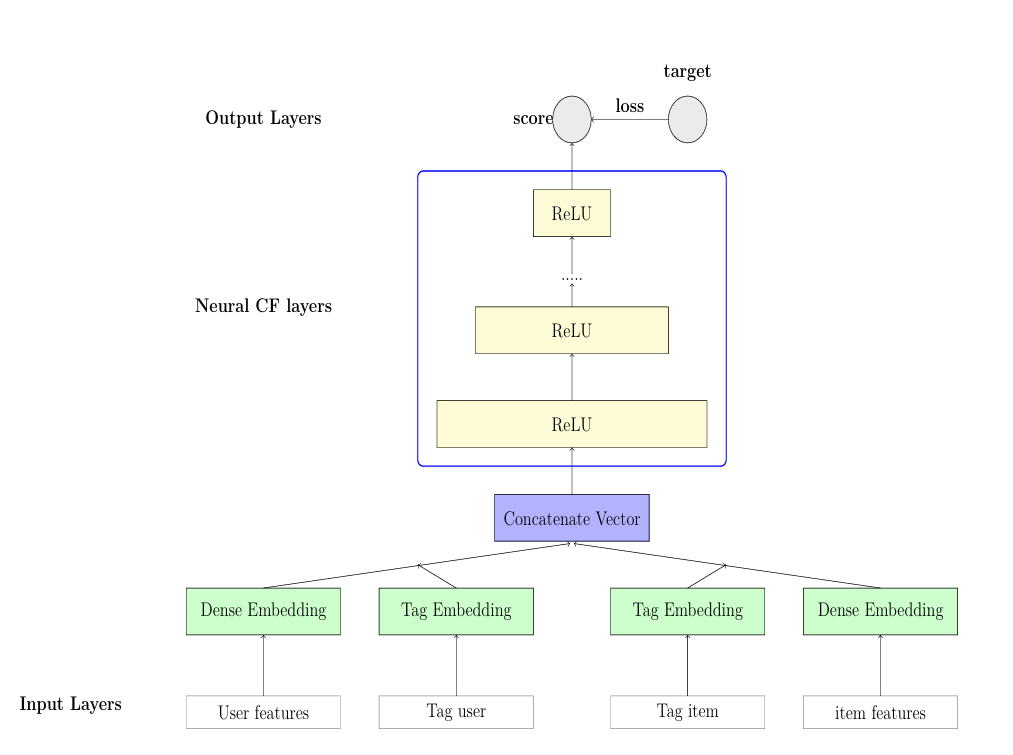 target
Output Layers
score
loss
ReLU
.....
Neural CF layers
ReLU
ReLU
Concatenate Vector
Dense Embedding
Tag Embedding
Tag Embedding
Dense Embedding
Input Layers
User features
Tag user
Tag item
item features